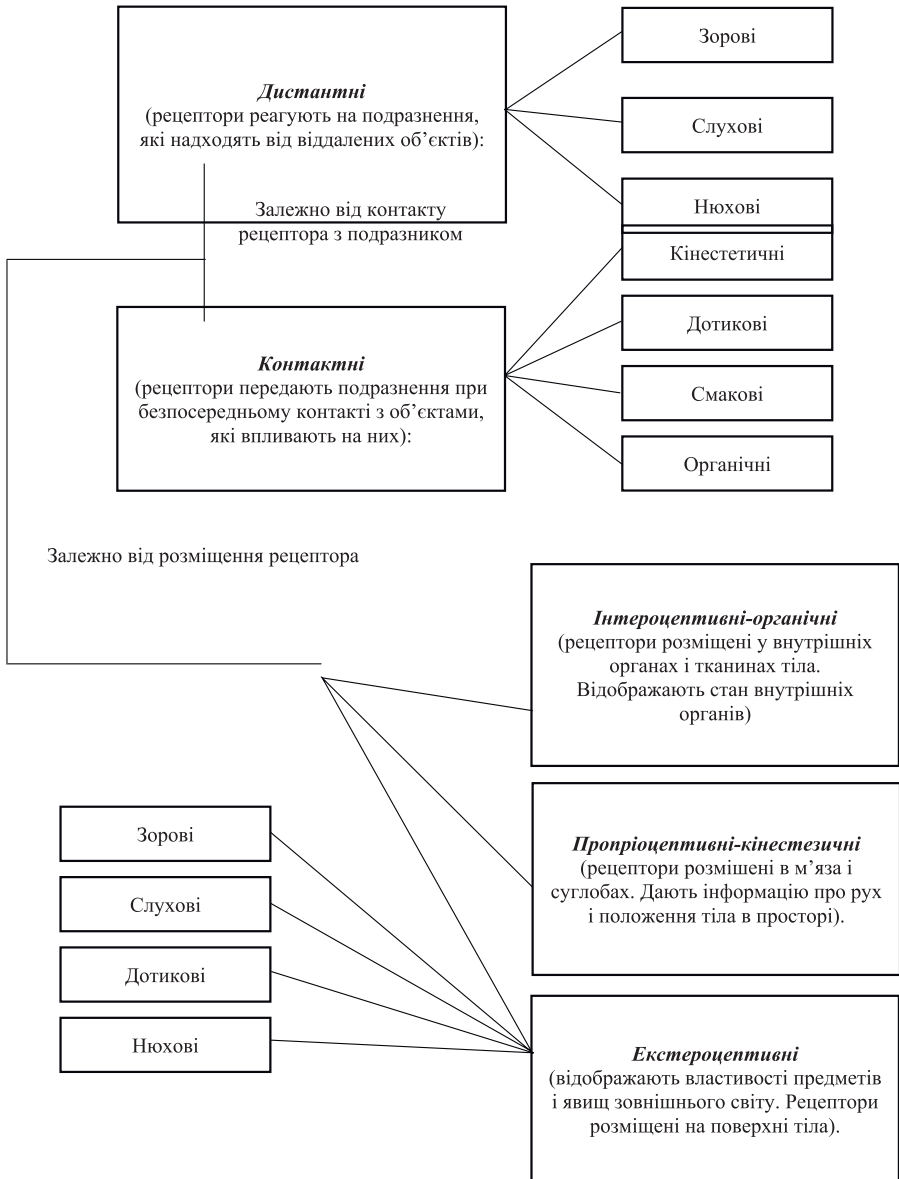 Дистантні
(рецептори реагують на подразнення,
які надходять від віддалених об’єктів):
Зорові
Слухові
Нюхові
Залежно від контакту
рецептора з подразником
Контактні
(рецептори передають подразнення при
безпосередньому контакті з об’єктами,
які впливають на них):
Кінестетичні
Дотикові
Смакові
Органічні
Залежно від розміщення рецептора
Інтероцептивні-органічні
(рецептори розміщені у внутрішніх
органах і тканинах тіла.
Відображають стан внутрішніх
органів)
Пропріоцептивні-кінестезичні
(рецептори розмішені в м’яза і
суглобах. Дають інформацію про рух
і положення тіла в просторі).
Зорові
Слухові
Дотикові
Нюхові
Екстероцептивні
(відображають властивості предметів
і явищ зовнішнього світу. Рецептори
розміщені на поверхні тіла).